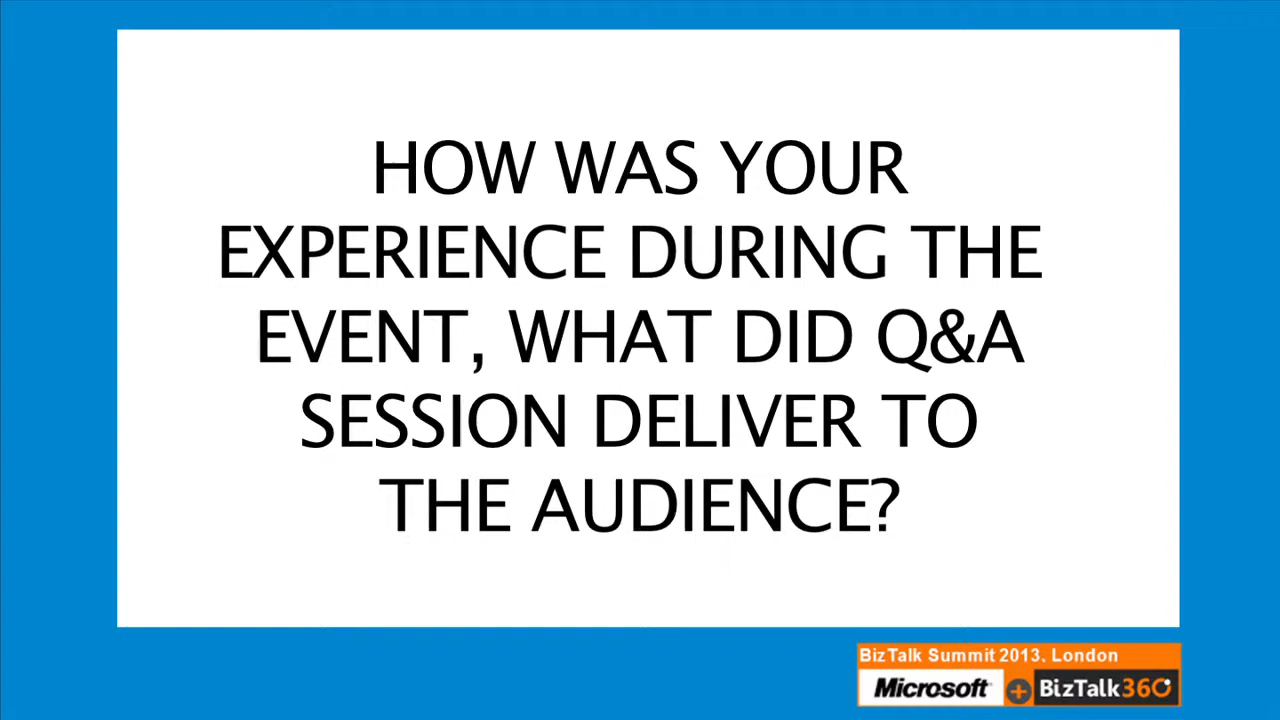 HOW WAS YOUR
EXPERIENCE DURING THE
EVENT, WHAT DID Q&A
SESSION DELIVER TO
THE AUDIENCE?
BizTalk Summit 2013. London
Microsoft + BizTalk360